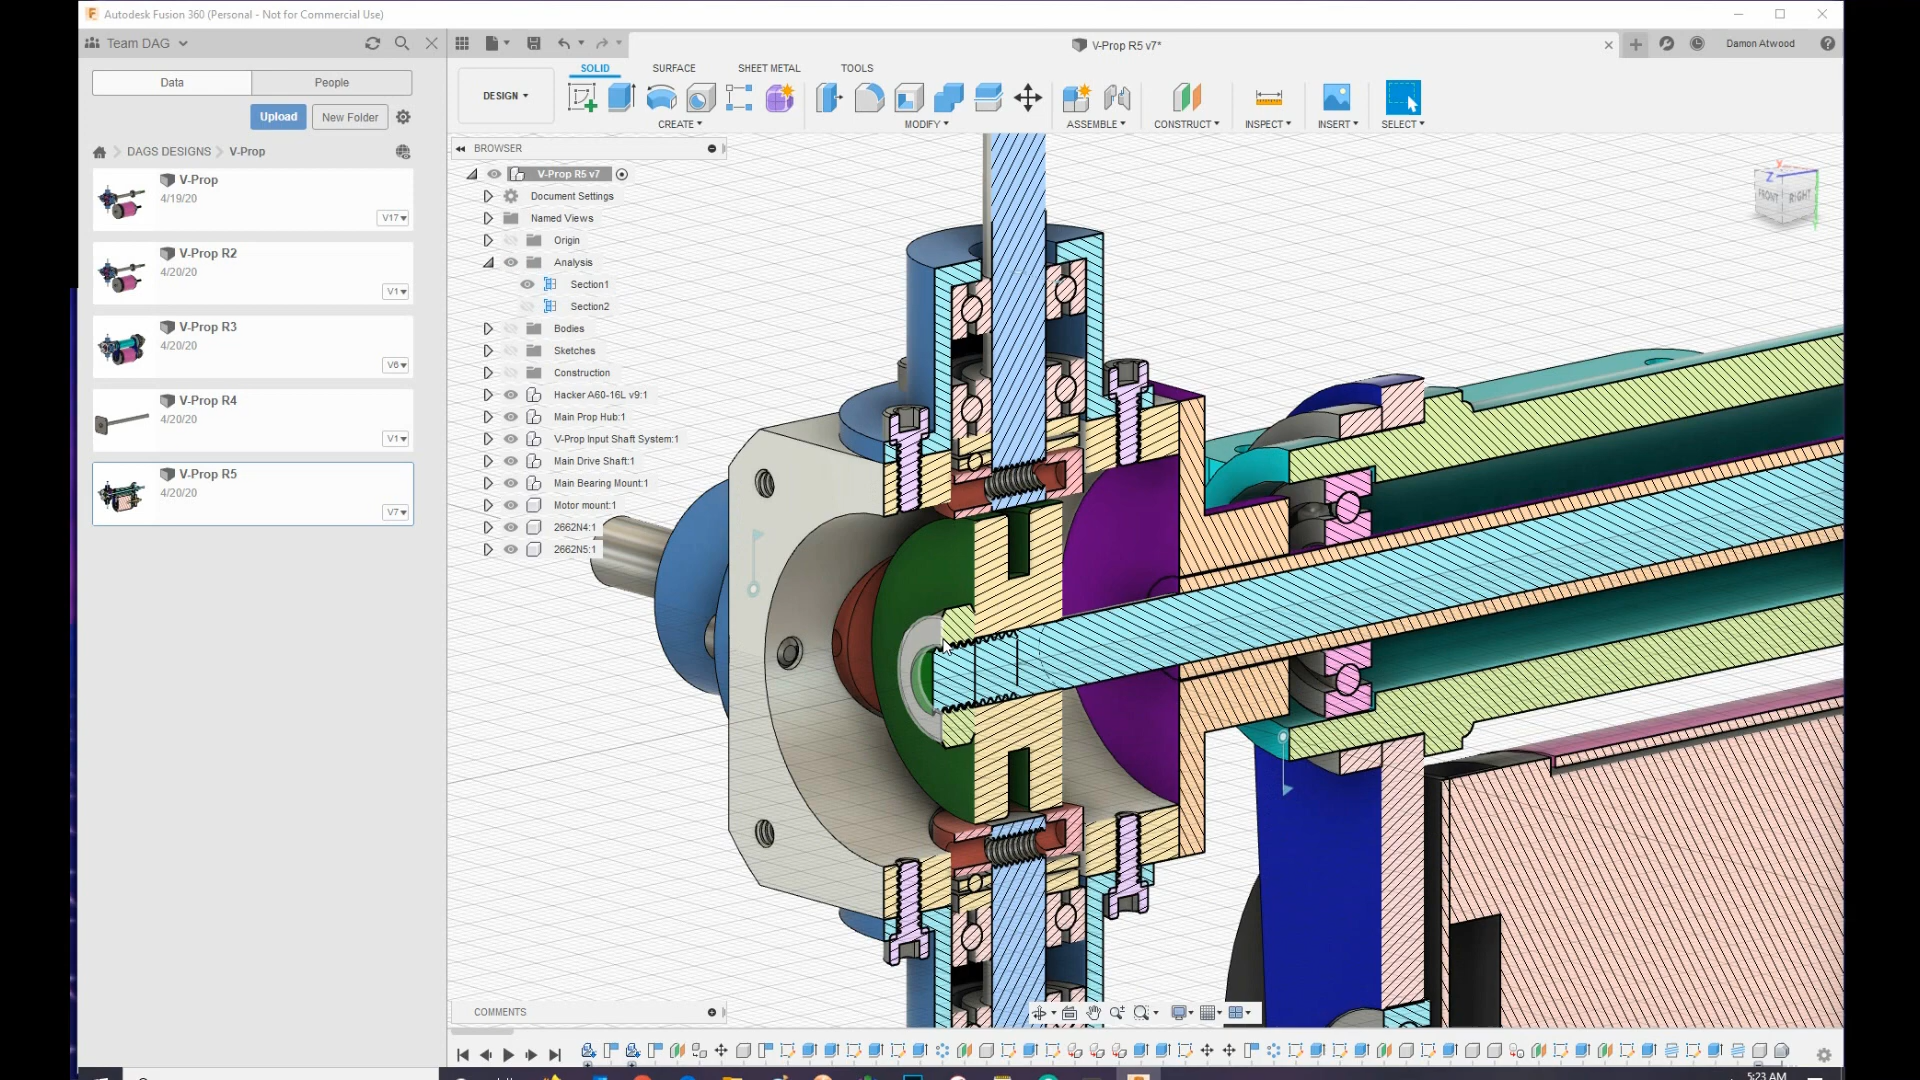 Autodesk Fusion 360 (Personal - Not for Commercial Use)
Team DAG
V-Prop R5 v7*
Damon Atwood
Data
People
Upload
New Folder
DAGS DESIGNS
V-Prop
V-Prop
4/19/20
V17
V-Prop R2
4/20/20
V1
V-Prop R3
4/20/20
V6
V-Prop R4
4/20/20
V1
V-Prop R5
4/20/20
V7
SOLID
SURFACE
SHEET METAL
TOOLS
DESIGN
CREATE
MODIFY
ASSEMBLE
CONSTRUCT
INSPECT
INSERT
SELECT
BROWSER
V-Prop R5 v7
Document Settings
Named Views
Origin
Analysis
Section1
Section2
Bodies
Sketches
Construction
Hacker A60-16L v9:1
Main Prop Hub:1
V-Prop Input Shaft System:1
Main Drive Shaft:1
Main Bearing Mount:1
Motor mount:1
2662N4:1
2662N5:1
Y
Z
FRONT
RIGHT
COMMENTS
5:23 AM